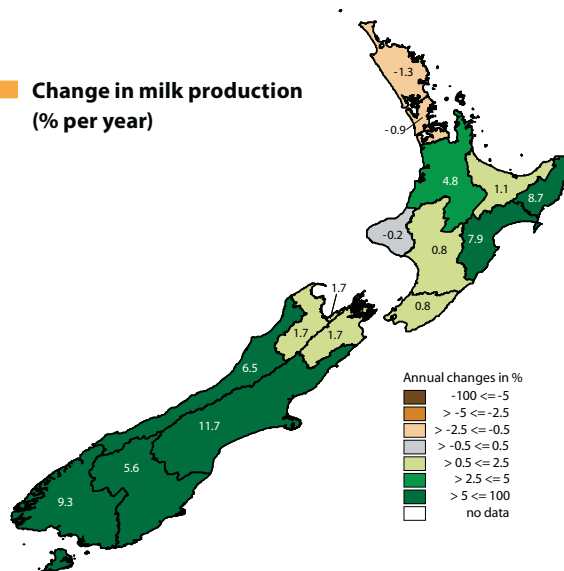 Change in milk production
(% per year)
-1.3
-0.9
4.8
1.1
8.7
-0.2
7.9
0.8
0.8
1.7
1.7
1.7
6.5
11.7
5.6
9.3
Annual changes in %
-100 <= -5
> -5 <= -2.5
> -2.5 <= -0.5
> -0.5 <= 0.5
> 0.5 <= 2.5
> 2.5 <= 5
> 5 <= 100
no data